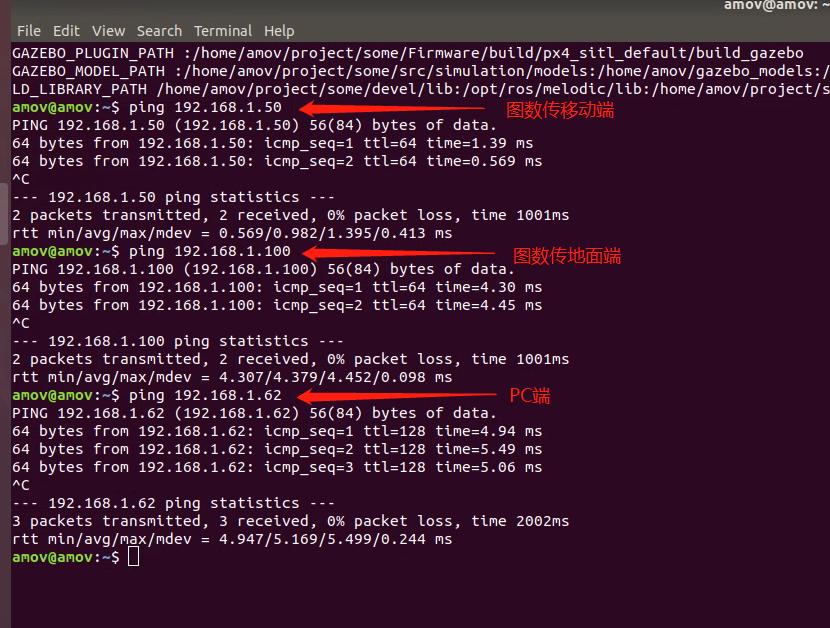 amov@amov: ~
File Edit View Search Terminal Help
GAZEBO_PLUGIN_PATH :/home/amov/project/some/Firmware/build/px4_sitl_default/build_gazebo
GAZEBO_MODEL_PATH :/home/amov/project/some/src/simulation/models:/home/amov/gazebo_models:/
LD_LIBRARY_PATH /home/amov/project/some/devel/lib:/opt/ros/melodic/lib:/home/amov/project/s
amov@amov:~$ ping 192.168.1.50 图数传移动端
PING 192.168.1.50 (192.168.1.50) 56(84) bytes of data.
64 bytes from 192.168.1.50: icmp_seq=1 ttl=64 time=1.39 ms
64 bytes from 192.168.1.50: icmp_seq=2 ttl=64 time=0.569 ms
^C
--- 192.168.1.50 ping statistics ---
2 packets transmitted, 2 received, 0% packet loss, time 1001ms
rtt min/avg/max/mdev = 0.569/0.982/1.395/0.413 ms
amov@amov:~$ ping 192.168.1.100 图数传地面端
PING 192.168.1.100 (192.168.1.100) 56(84) bytes of data.
64 bytes from 192.168.1.100: icmp_seq=1 ttl=64 time=4.30 ms
64 bytes from 192.168.1.100: icmp_seq=2 ttl=64 time=4.45 ms
^C
--- 192.168.1.100 ping statistics ---
2 packets transmitted, 2 received, 0% packet loss, time 1001ms
rtt min/avg/max/mdev = 4.307/4.379/4.452/0.098 ms
amov@amov:~$ ping 192.168.1.62 PC端
PING 192.168.1.62 (192.168.1.62) 56(84) bytes of data.
64 bytes from 192.168.1.62: icmp_seq=1 ttl=128 time=4.94 ms
64 bytes from 192.168.1.62: icmp_seq=2 ttl=128 time=5.49 ms
64 bytes from 192.168.1.62: icmp_seq=3 ttl=128 time=5.06 ms
^C
--- 192.168.1.62 ping statistics ---
3 packets transmitted, 3 received, 0% packet loss, time 2002ms
rtt min/avg/max/mdev = 4.947/5.169/5.499/0.244 ms
amov@amov:~$